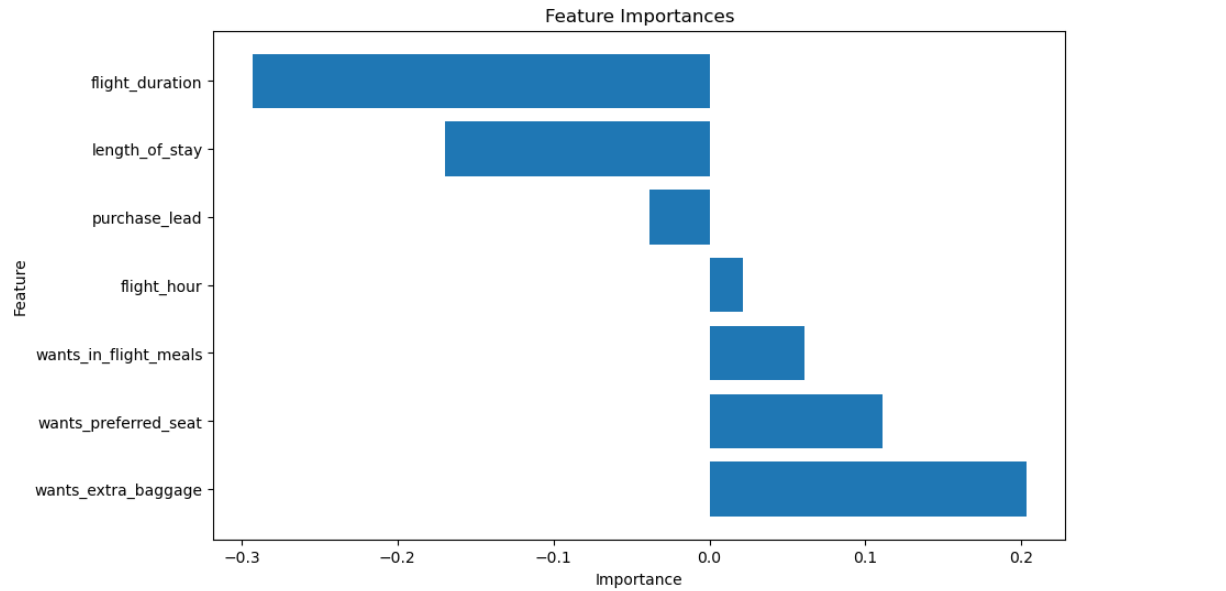 Feature Importances
Feature
flight_duration
length_of_stay
purchase_lead
flight_hour
wants_in_flight_meals
wants_preferred_seat
wants_extra_baggage
−0.3 −0.2 −0.1 0.0 0.1 0.2
Importance